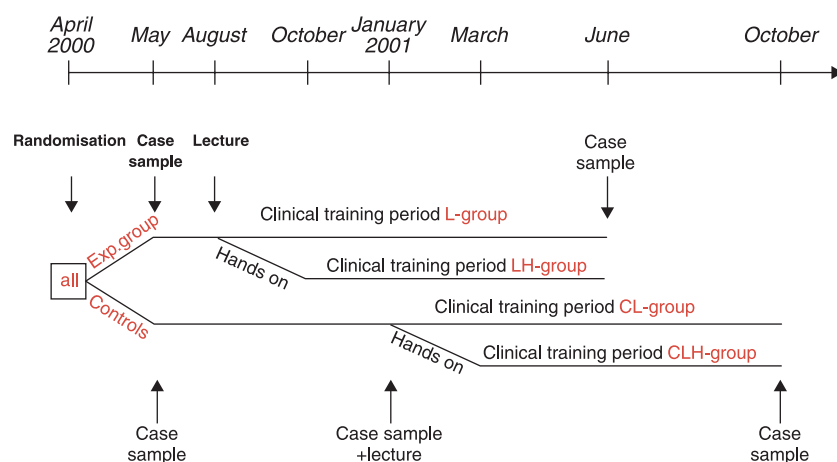 April
2000
May
August
October
January
2001
March
June
October
Randomisation
Case
sample
Lecture
Case
sample
Clinical training period L-group
Exp.group
Hands on
Clinical training period LH-group
all
Controls
Clinical training period CL-group
Hands on
Clinical training period CLH-group
Case
sample
Case sample
+lecture
Case
sample